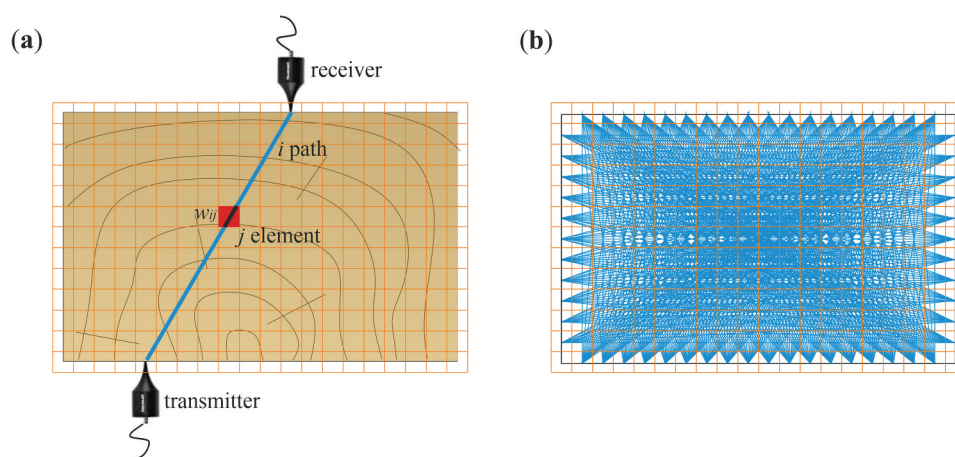 (a)
receiver
i path
wij
j element
transmitter
(b)